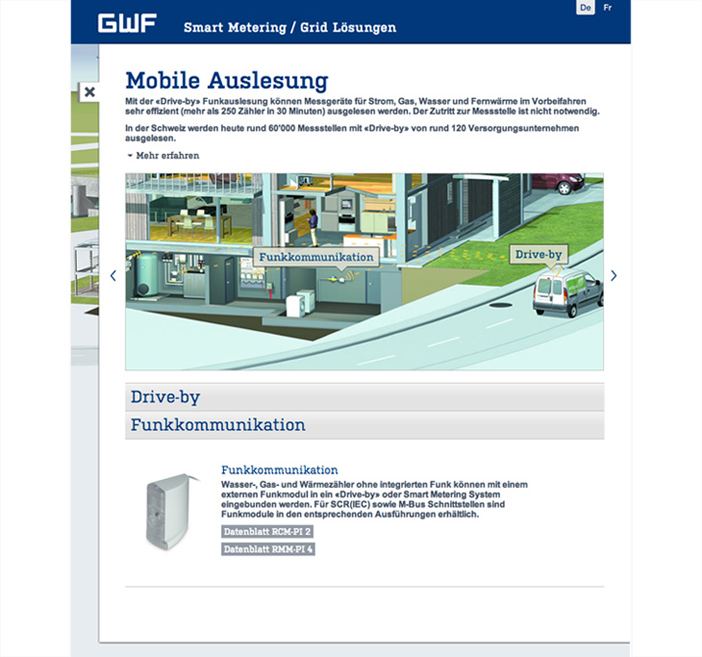 De Fr
GWF Smart Metering / Grid Lösungen
Mobile Auslesung
Mit der «Drive-by» Funkauslesung können Messgeräte für Strom, Gas, Wasser und Fernwärme im Vorbeifahren
sehr effizient (mehr als 250 Zähler in 30 Minuten) ausgelesen werden. Der Zutritt zur Messstelle ist nicht notwendig.
In der Schweiz werden heute rund 60'000 Messstellen mit «Drive-by» von rund 120 Versorgungsunternehmen
ausgelesen.
Mehr erfahren
Funkkommunikation
Drive-by
Drive-by
Funkkommunikation
Funkkommunikation
Wasser-, Gas- und Wärmezähler ohne integrierten Funk können mit einem
externen Funkmodul in ein «Drive-by» oder Smart Metering System
eingebunden werden. Für SCR(IEC) sowie M-Bus Schnittstellen sind
Funkmodule in den entsprechenden Ausführungen erhältlich.
Datenblatt RCM-PI 2
Datenblatt RMM-PI 4